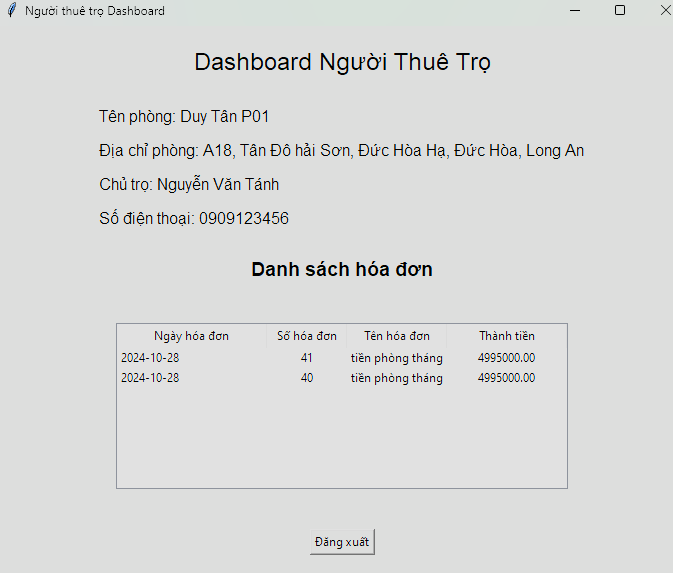 Người thuê trọ Dashboard
Dashboard Người Thuê Trọ
Tên phòng: Duy Tân P01
Địa chỉ phòng: A18, Tân Đô hải Sơn, Đức Hòa Hạ, Đức Hòa, Long An
Chủ trọ: Nguyễn Văn Tánh
Số điện thoại: 0909123456
Danh sách hóa đơn
Ngày hóa đơn Số hóa đơn Tên hóa đơn Thành tiền
2024-10-28 41 tiền phòng tháng 4995000.00
2024-10-28 40 tiền phòng tháng 4995000.00
Đăng xuất